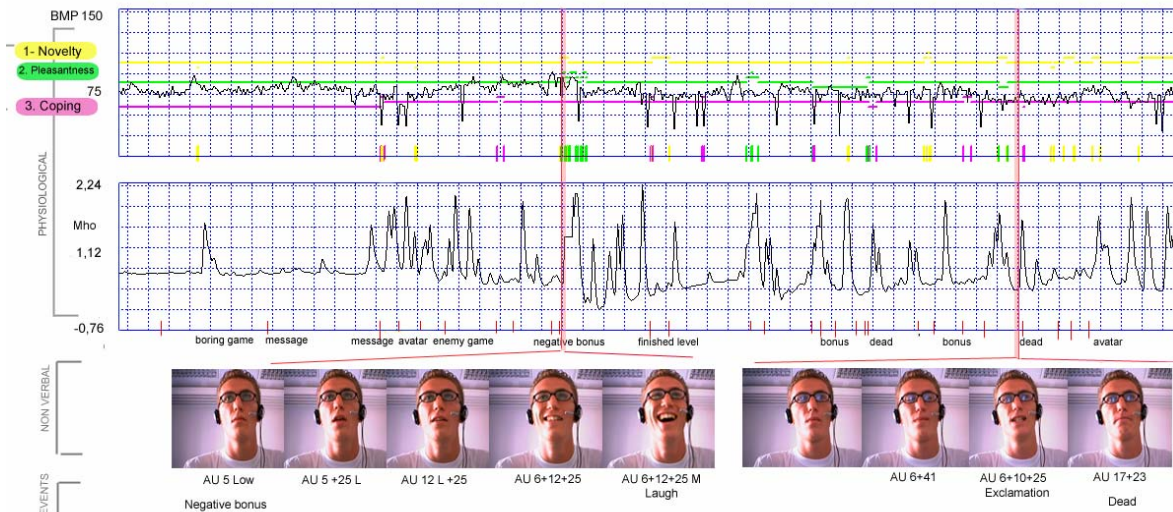 BMP 150
1- Novelty
2. Pleasantness
75
3. Coping
PHYSIOLOGICAL
2,24
Mho
1,12
-0,76
boring game message message avatar enemy game negative bonus finished level bonus dead bonus dead avatar
NON VERBAL
AU 5 Low AU 5 +25 L AU 12 L +25 AU 6+12+25 AU 6+12+25 M AU 6+41 AU 6+10+25 AU 17+23
Laugh Exclamation
Negative bonus Dead
EVENTS